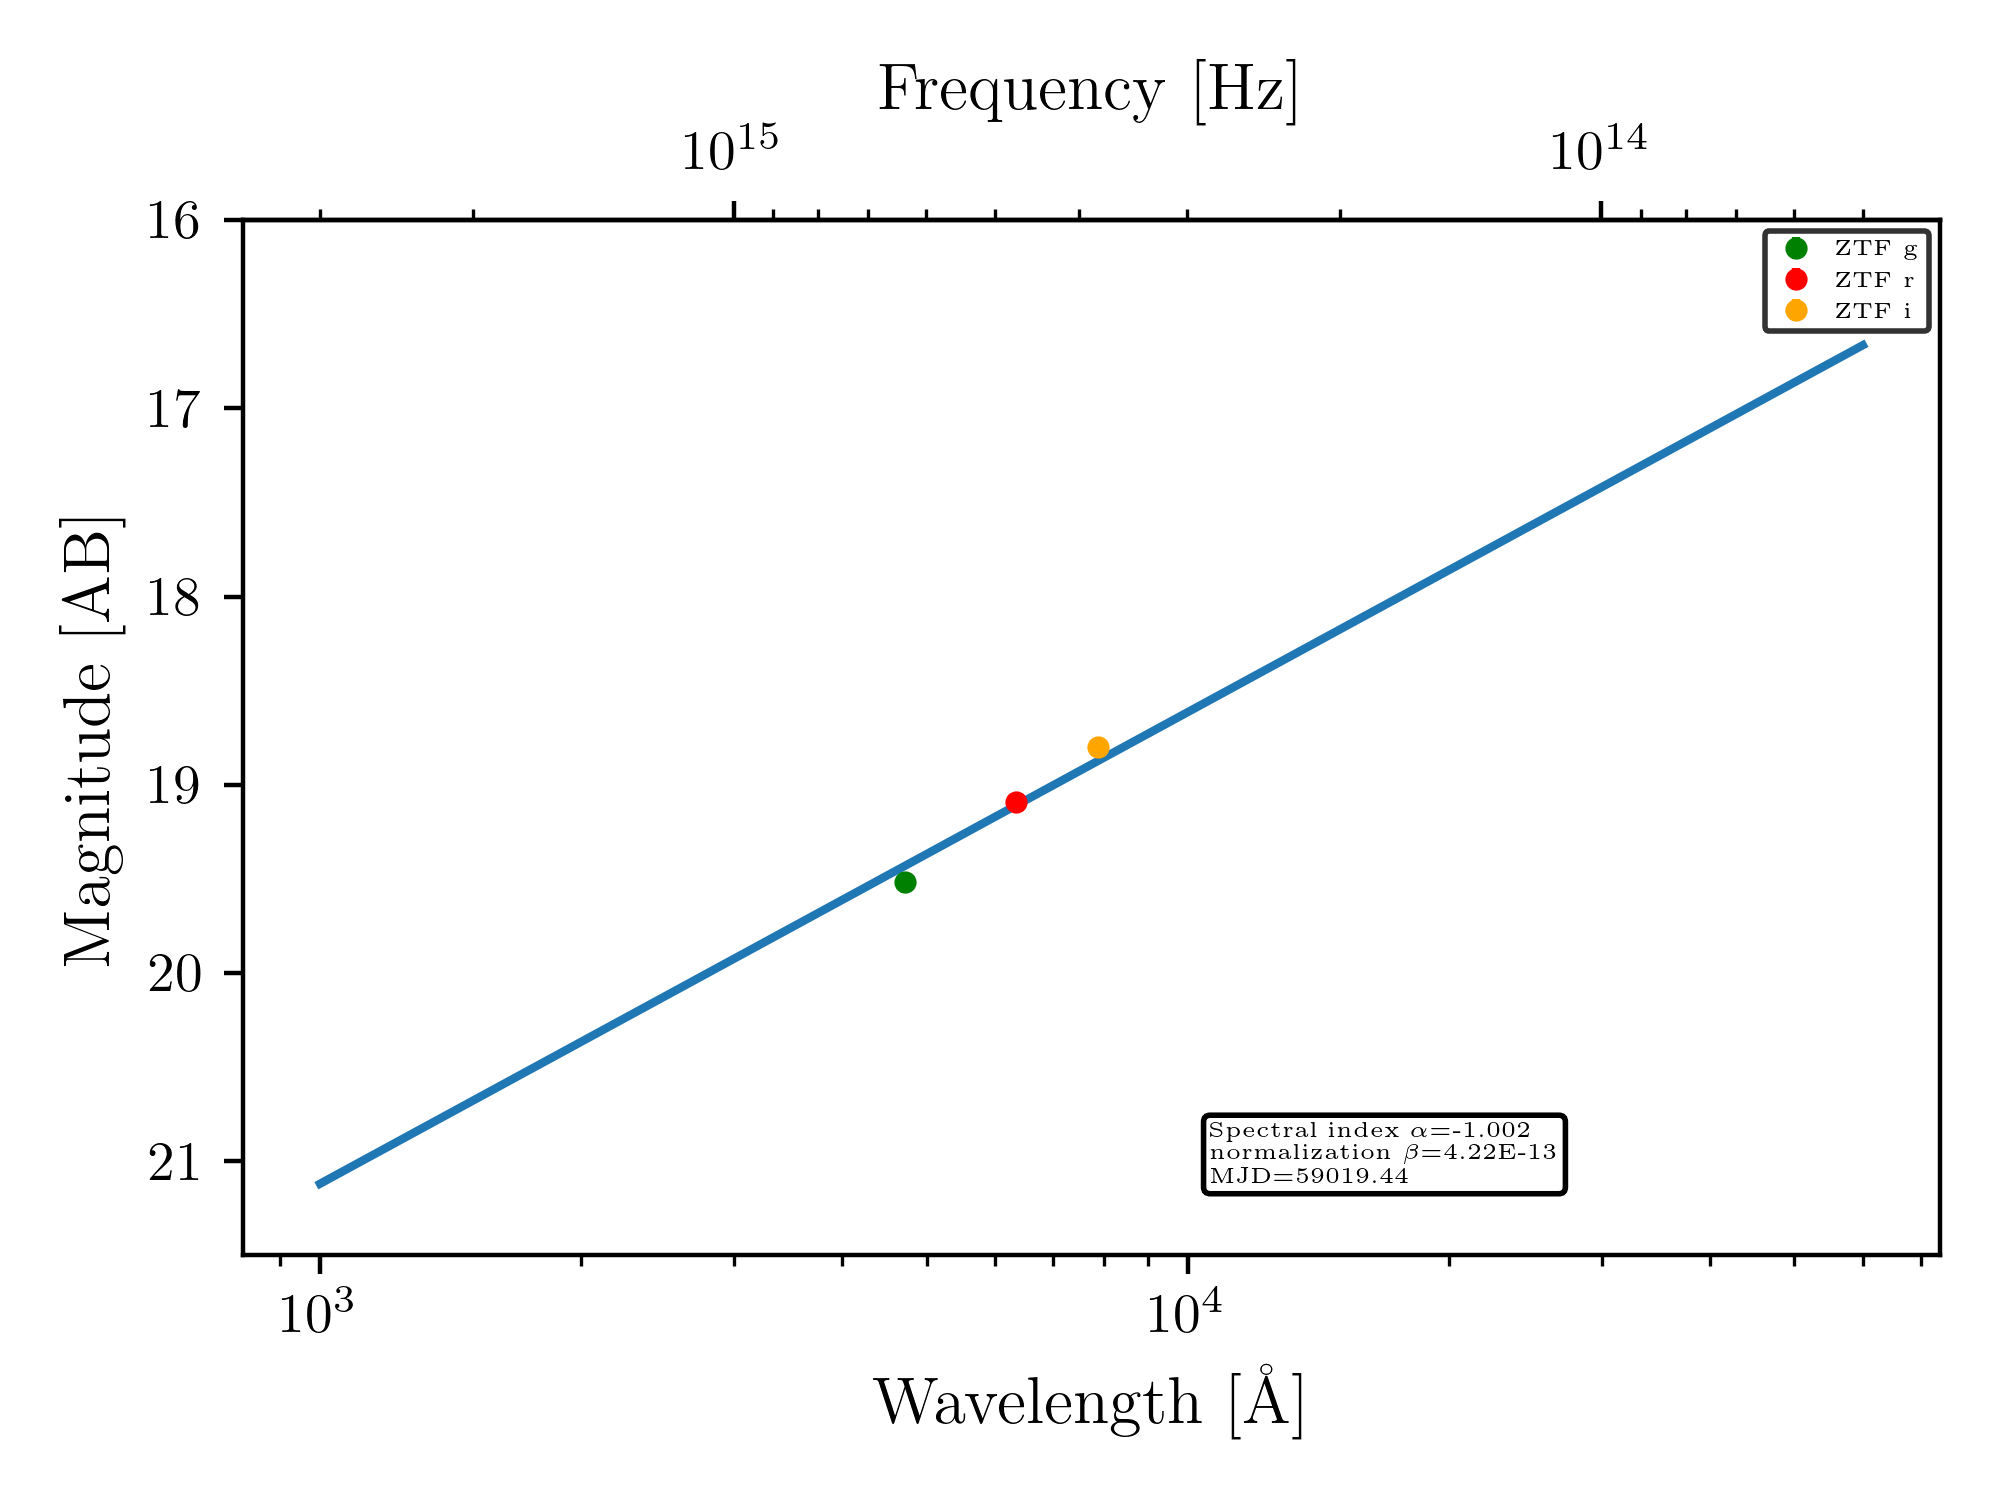 Frequency [Hz]
10^15 10^14
16
17
18
19
20
21
Magnitude [AB]
ZTF g
ZTF r
ZTF i
Spectral index α=-1.002
normalization β=4.22E-13
MJD=59019.44
10^3 10^4
Wavelength [Å]